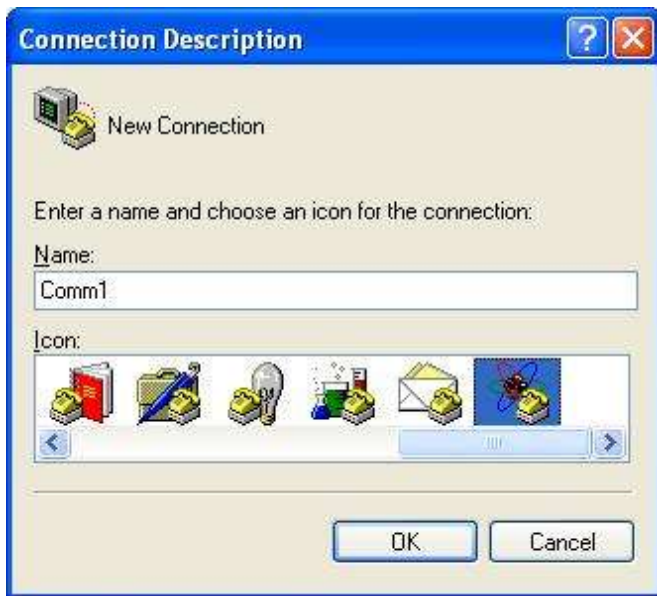 Connection Description
New Connection
Enter a name and choose an icon for the connection:
Name:
Comm1
Icon:
OK
Cancel